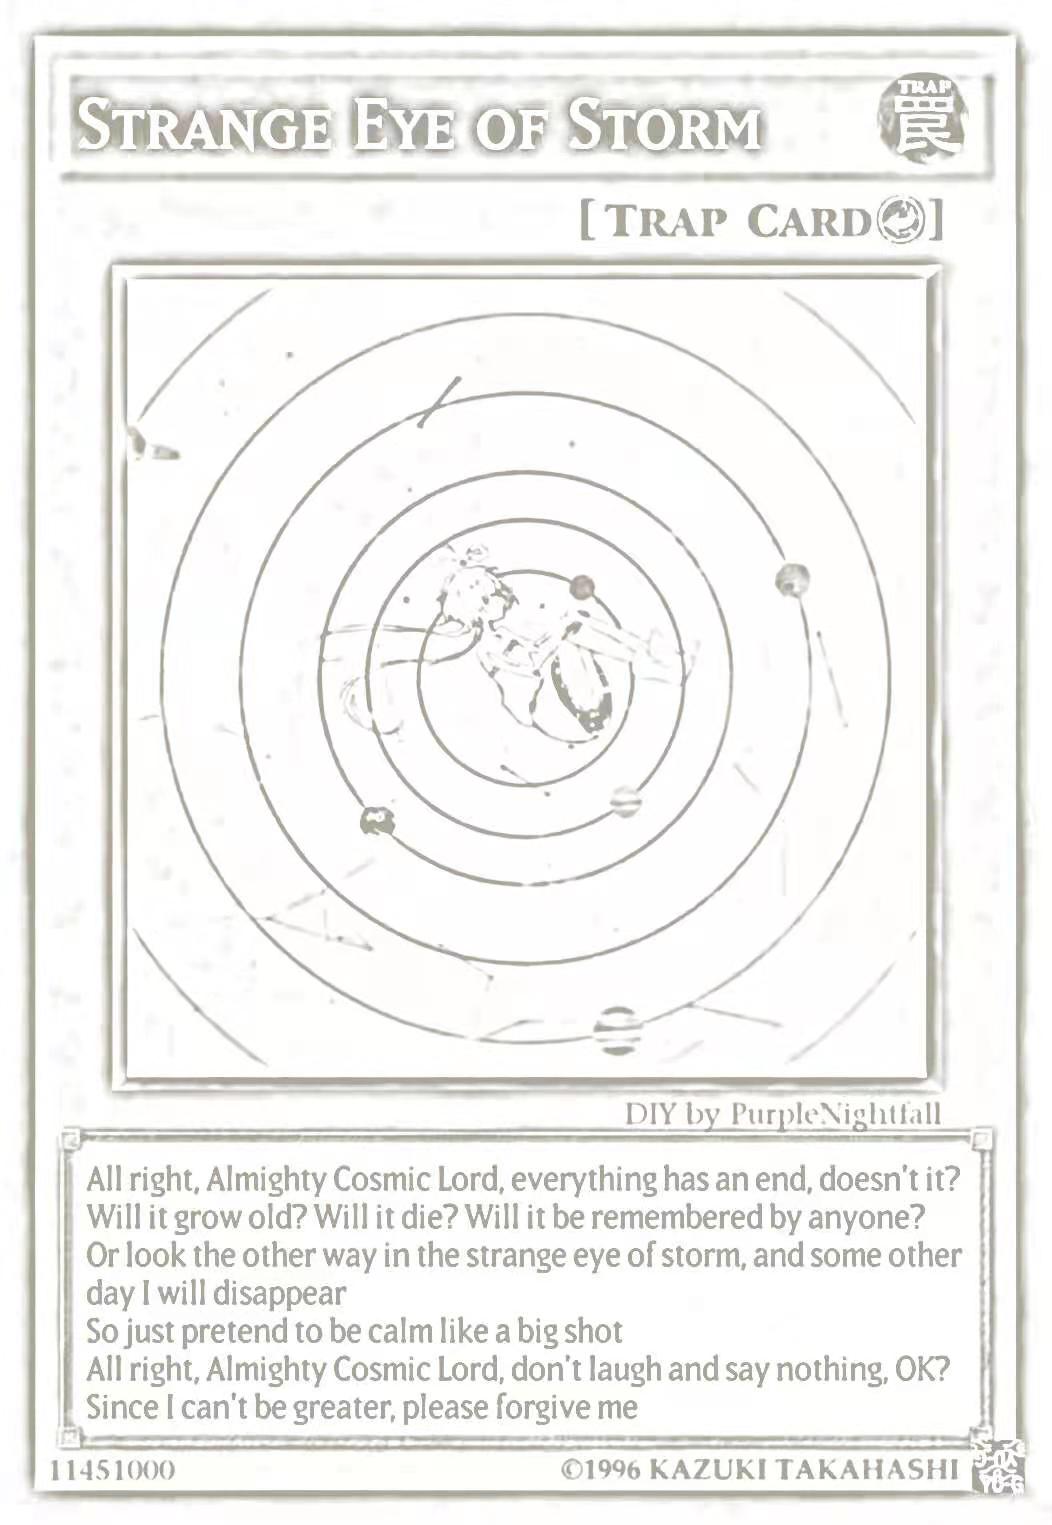 STRANGE EYE OF STORM
TRAP
罠
[TRAP CARD]
DIY by PurpleNightfall
All right, Almighty Cosmic Lord, everything has an end, doesn't it?
Will it grow old? Will it die? Will it be remembered by anyone?
Or look the other way in the strange eye of storm, and some other
day I will disappear
So just pretend to be calm like a big shot
All right, Almighty Cosmic Lord, don't laugh and say nothing, OK?
Since I can't be greater, please forgive me
11451000
©1996 KAZUKI TAKAHASHI